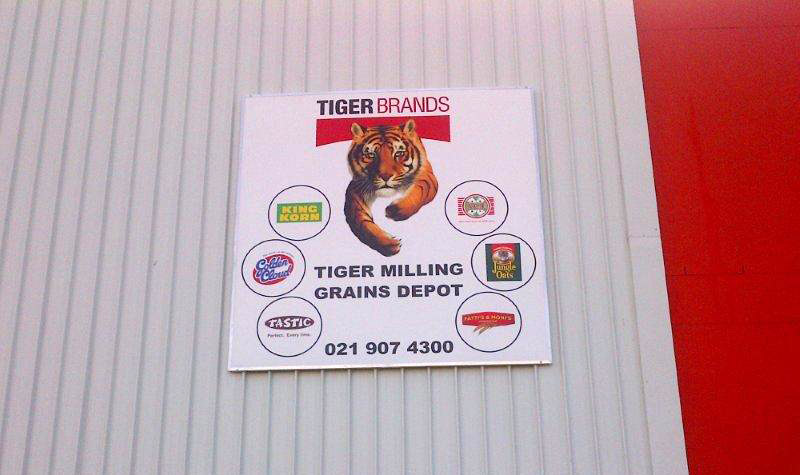 TIGER BRANDS
KING
KORN
Golden
Cloud
Jungle
Oats
TIGER MILLING
GRAINS DEPOT
TASTIC
Perfect. Every time.
FATTI'S & MONI'S
021 907 4300